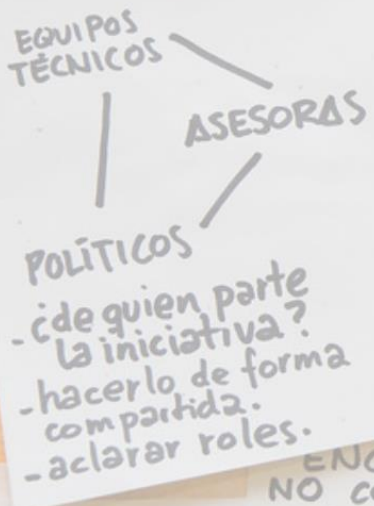 EQUIPOS
TÉCNICOS
ASESORAS
POLÍTICOS
- ¿de quien parte
la iniciativa?
- hacerlo de forma
compartida.
- aclarar roles.
NO